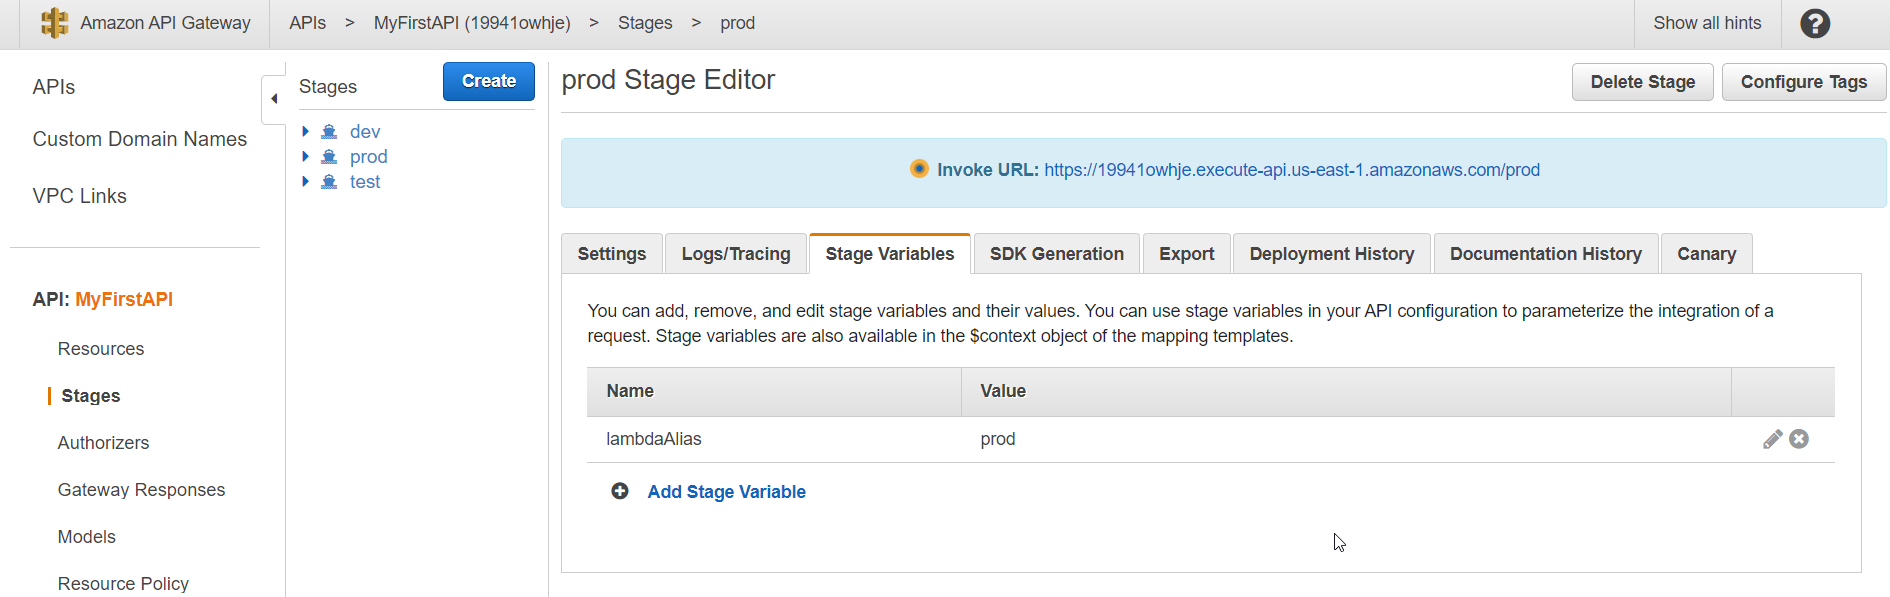 Amazon API Gateway
APIs > MyFirstAPI (19941owhje) > Stages > prod
Show all hints
?
APIs
Custom Domain Names
VPC Links
API: MyFirstAPI
Resources
Stages
Authorizers
Gateway Responses
Models
Resource Policy
Stages
Create
dev
prod
test
prod Stage Editor
Delete Stage
Configure Tags
Invoke URL: https://19941owhje.execute-api.us-east-1.amazonaws.com/prod
Settings
Logs/Tracing
Stage Variables
SDK Generation
Export
Deployment History
Documentation History
Canary
You can add, remove, and edit stage variables and their values. You can use stage variables in your API configuration to parameterize the integration of a
request. Stage variables are also available in the $context object of the mapping templates.
Name Value
lambdaAlias prod
Add Stage Variable